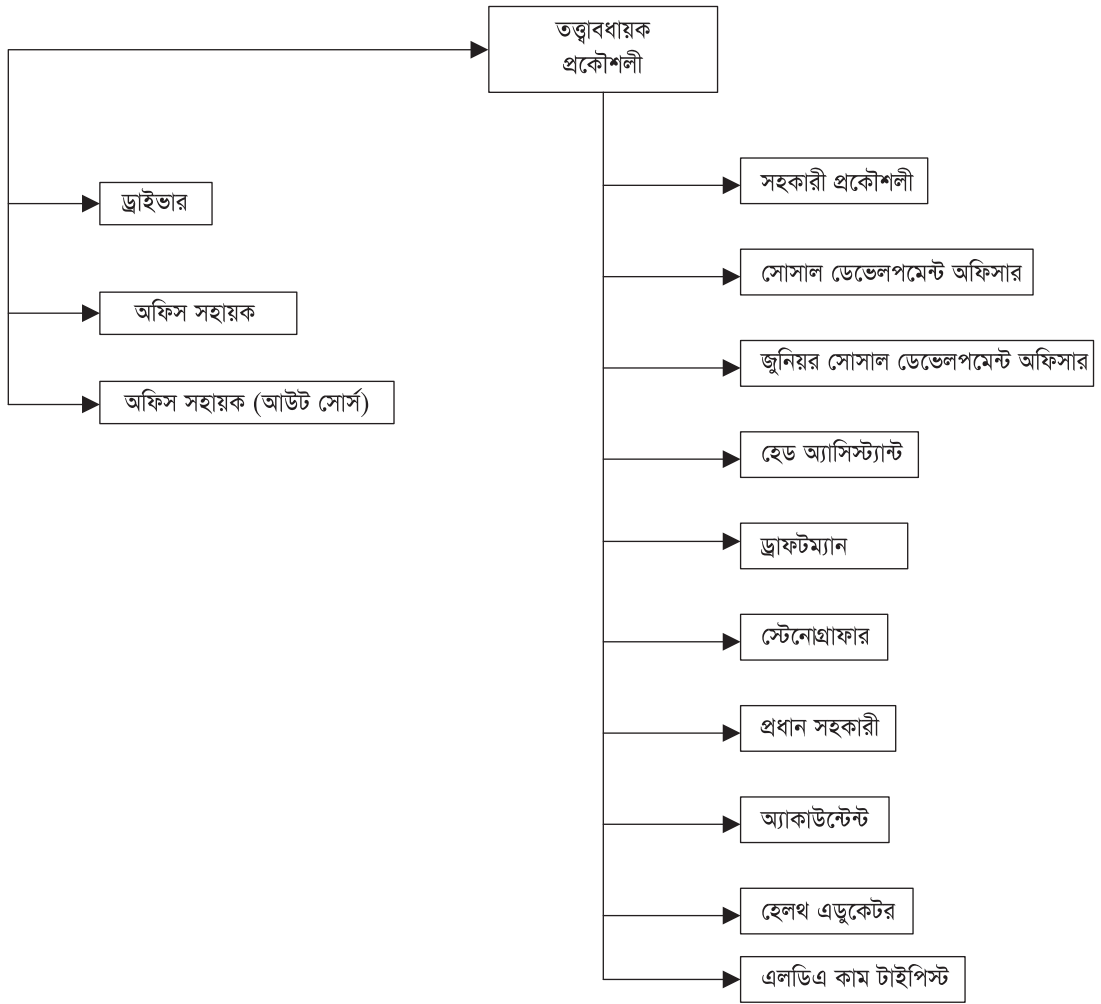 তত্ত্বাবধায়ক
প্রকৌশলী
ড্রাইভার
অফিস সহায়ক
অফিস সহায়ক (আউট সোর্স)
সহকারী প্রকৌশলী
সোসাল ডেভেলপমেন্ট অফিসার
জুনিয়র সোসাল ডেভেলপমেন্ট অফিসার
হেড অ্যাসিস্ট্যান্ট
ড্রাফটম্যান
স্টেনোগ্রাফার
প্রধান সহকারী
অ্যাকাউন্টেন্ট
হেলথ এডুকেটর
এলডিএ কাম টাইপিস্ট